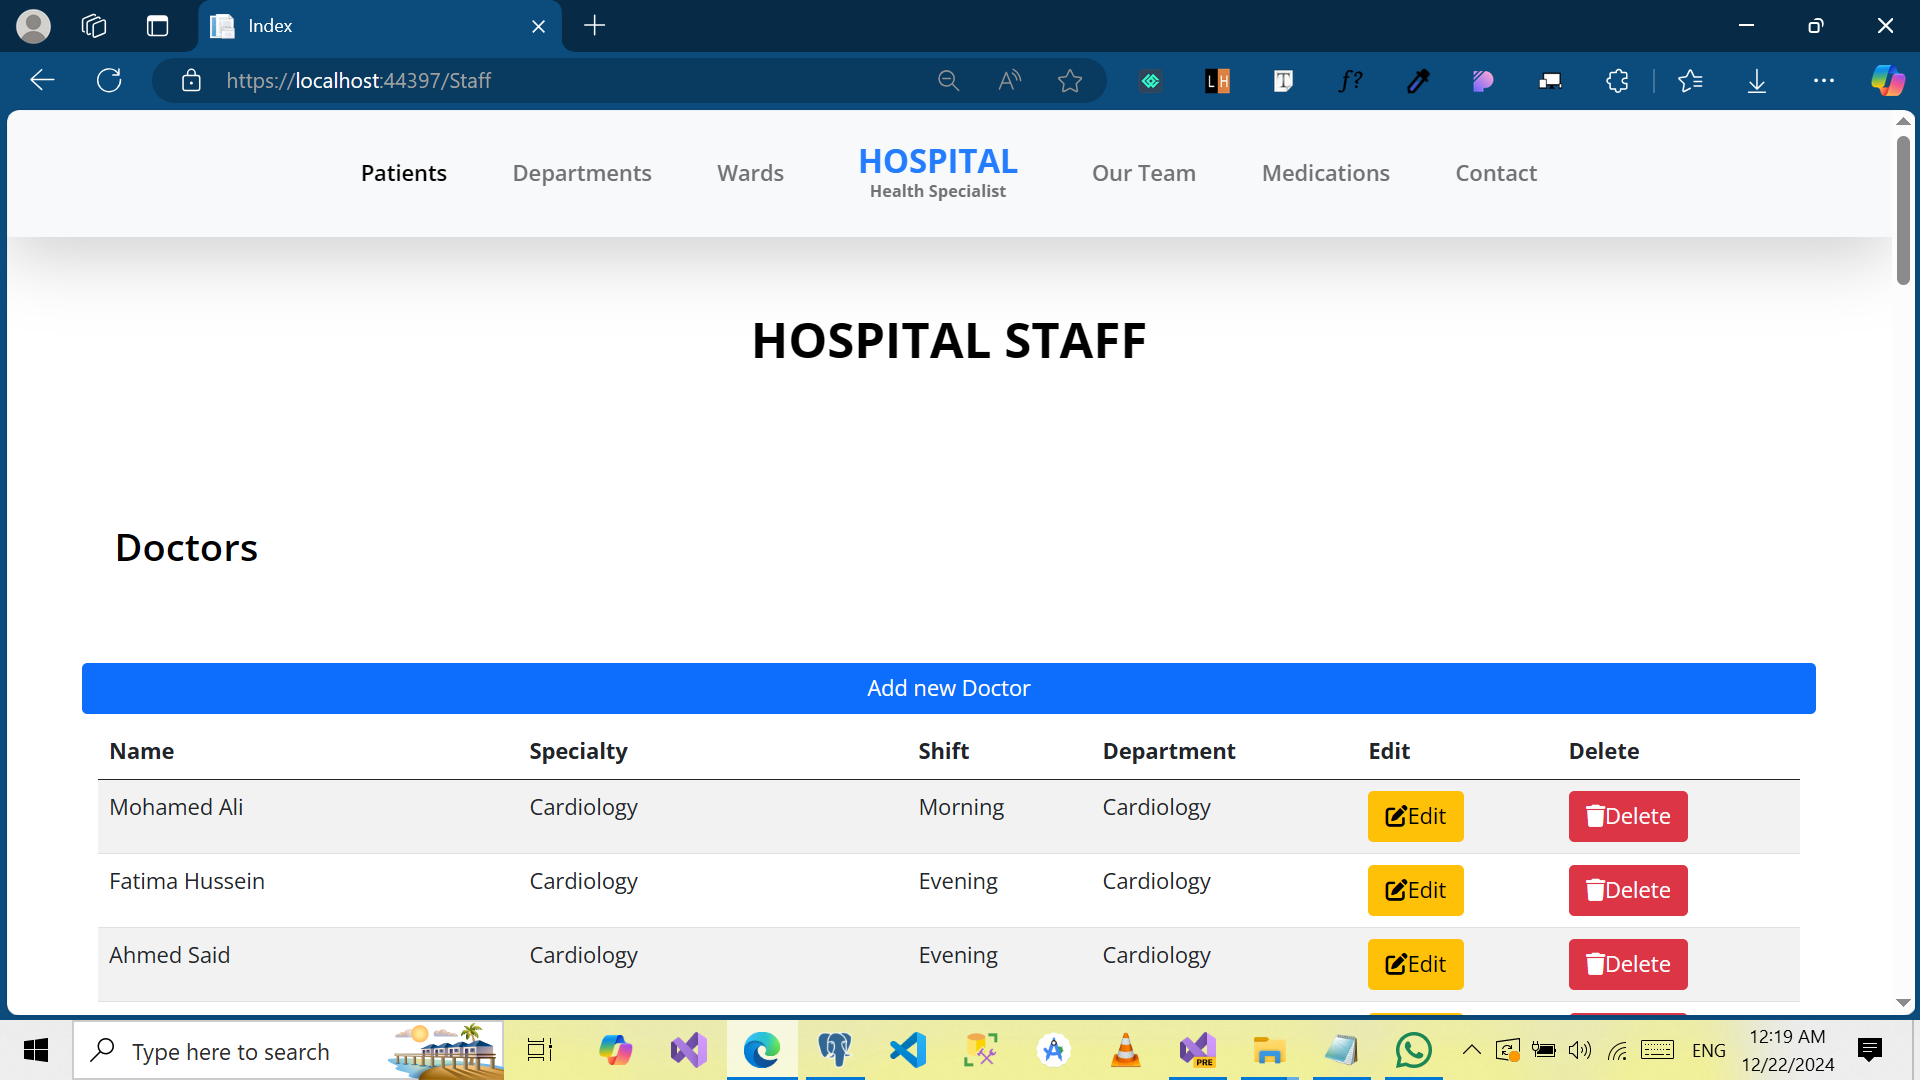 Index
https://localhost:44397/Staff
Patients Departments Wards HOSPITAL Our Team Medications Contact
Health Specialist
HOSPITAL STAFF
Doctors
Add new Doctor
Name Specialty Shift Department Edit Delete
Mohamed Ali Cardiology Morning Cardiology Edit Delete
Fatima Hussein Cardiology Evening Cardiology Edit Delete
Ahmed Said Cardiology Evening Cardiology Edit Delete
Type here to search
PRE
ENG
12:19 AM
12/22/2024